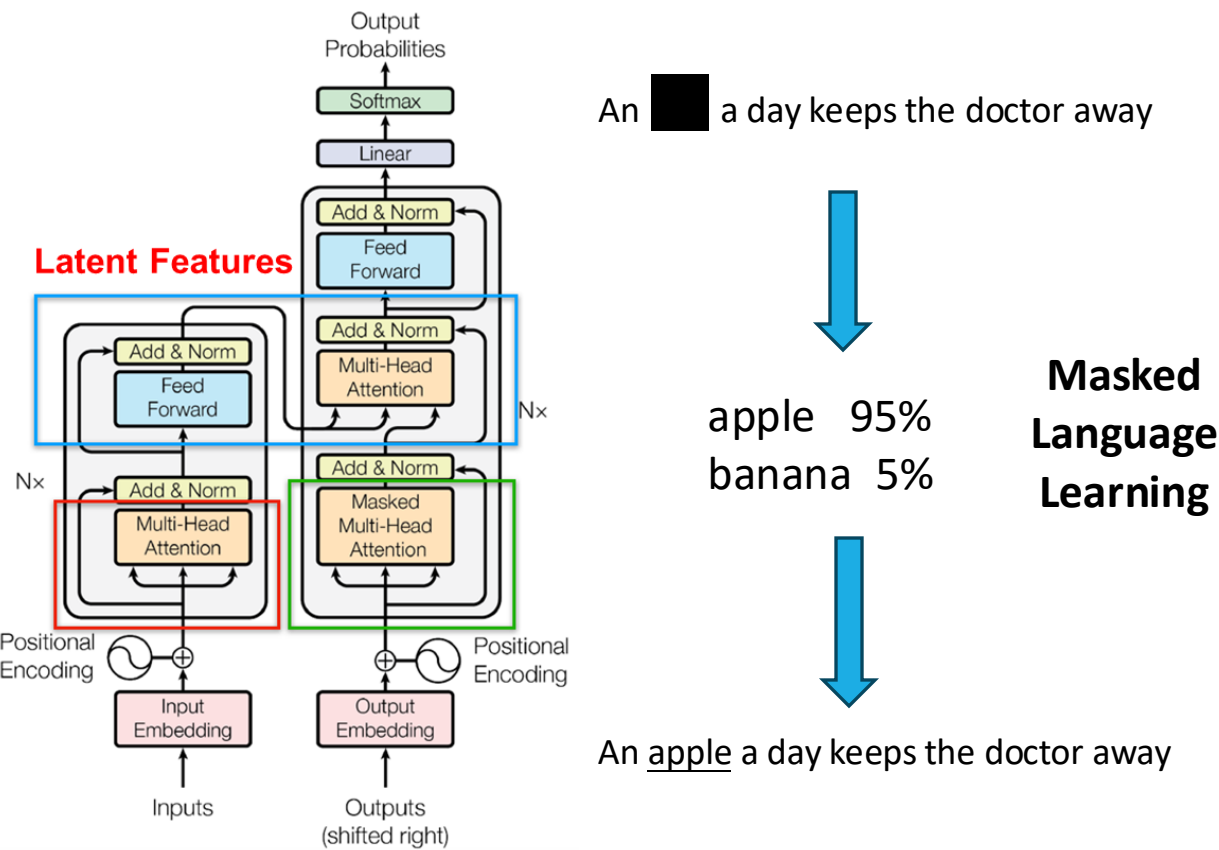 Output
Probabilities
Softmax
Linear
Add & Norm
Feed
Forward
Latent Features
Add & Norm
Multi-Head
Attention
Nx
Add & Norm
Feed
Forward
Nx
Add & Norm
Multi-Head
Attention
Add & Norm
Masked
Multi-Head
Attention
Positional
Encoding
Positional
Encoding
Input
Embedding
Output
Embedding
Inputs
Outputs
(shifted right)
An a day keeps the doctor away
apple 95%
banana 5%
Masked
Language
Learning
An apple a day keeps the doctor away